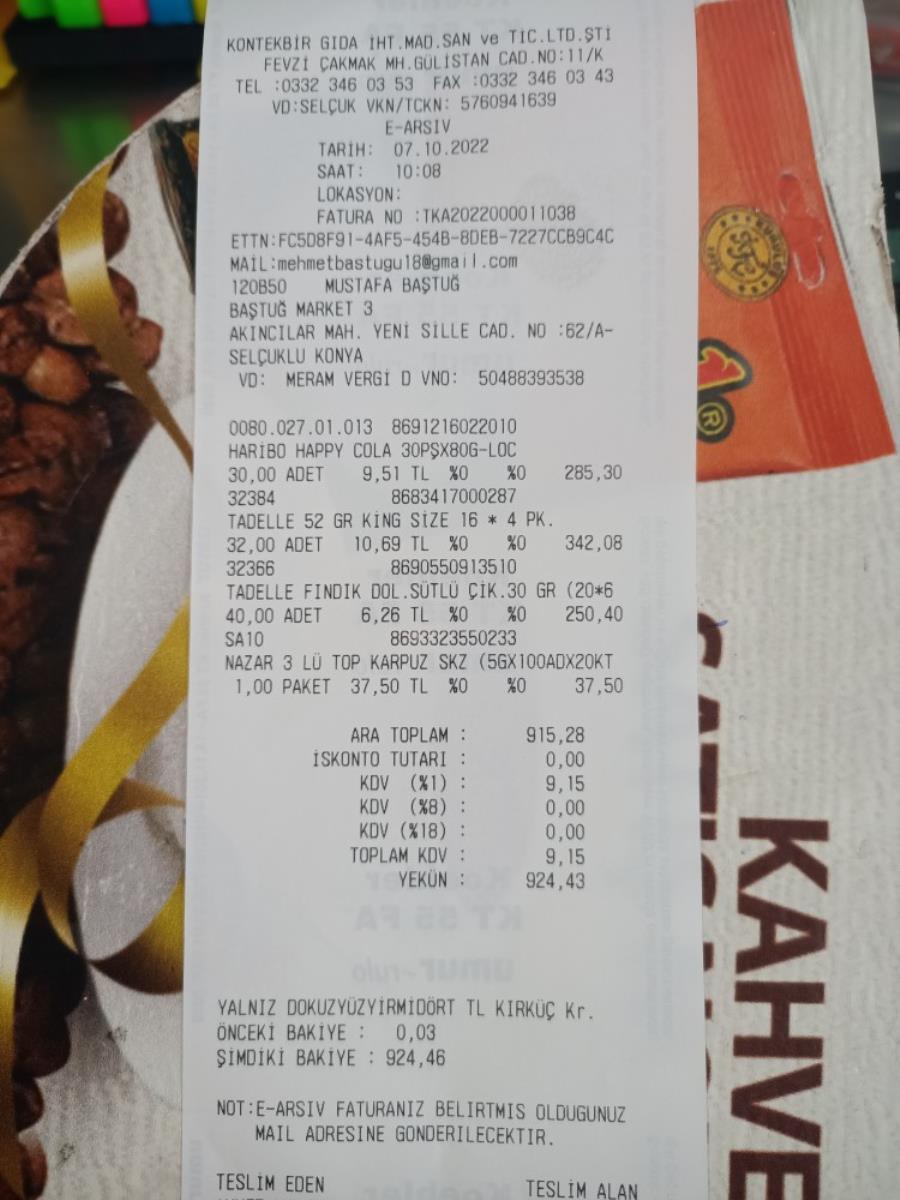 KONTEKBİR GIDA İHT.MAD.SAN ve TİC.LTD.ŞTİ
FEVZİ ÇAKMAK MH.GÜLİSTAN CAD.NO:11/K
TEL :0332 346 03 53 FAX :0332 346 03 43
VD:SELÇUK VKN/TCKN: 5760941639
E-ARSIV
TARİH: 07.10.2022
SAAT: 10:08
LOKASYON:
FATURA NO :TKA2022000011038
ETTN:FC5D8F91-4AF5-454B-8DEB-7227CCB9C4C
MAİL:mehmetbastugu18@gmail.com
120B50 MUSTAFA BAŞTUĞ
BAŞTUĞ MARKET 3
AKINCILAR MAH. YENİ SİLLE CAD. NO :62/A-
SELÇUKLU KONYA
VD: MERAM VERGİ D VNO: 50488393538
0080.027.01.013 8691216022010
HARİBO HAPPY COLA 30PŞX80G-LOC
30,00 ADET 9,51 TL %0 %0 285,30
32384 8683417000287
TADELLE 52 GR KİNG SİZE 16 * 4 PK.
32,00 ADET 10,69 TL %0 %0 342,08
32366 8690550913510
TADELLE FINDIK DOL.SÜTLÜ ÇİK.30 GR (20*6
40,00 ADET 6,26 TL %0 %0 250,40
SA10 8693323550233
NAZAR 3 LÜ TOP KARPUZ SKZ (5GX100ADX20KT
1,00 PAKET 37,50 TL %0 %0 37,50
ARA TOPLAM : 915,28
İSKONTO TUTARI : 0,00
KDV (%1) : 9,15
KDV (%8) : 0,00
KDV (%18) : 0,00
TOPLAM KDV : 9,15
YEKÜN : 924,43
YALNIZ DOKUZYÜZYİRMİDÖRT TL KIRKÜÇ Kr.
ÖNCEKİ BAKİYE : 0,03
ŞİMDİKİ BAKİYE : 924,46
NOT:E-ARSIV FATURANIZ BELIRTMIS OLDUGUNUZ
MAIL ADRESINE GONDERILECEKTIR.
TESLİM EDEN TESLİM ALAN
KAHVE